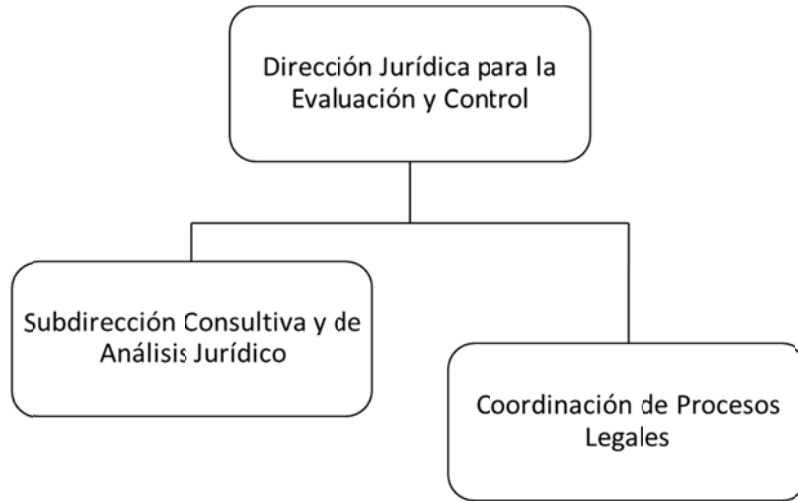 Dirección Jurídica para la
Evaluación y Control
Subdirección Consultiva y de
Análisis Jurídico
Coordinación de Procesos
Legales